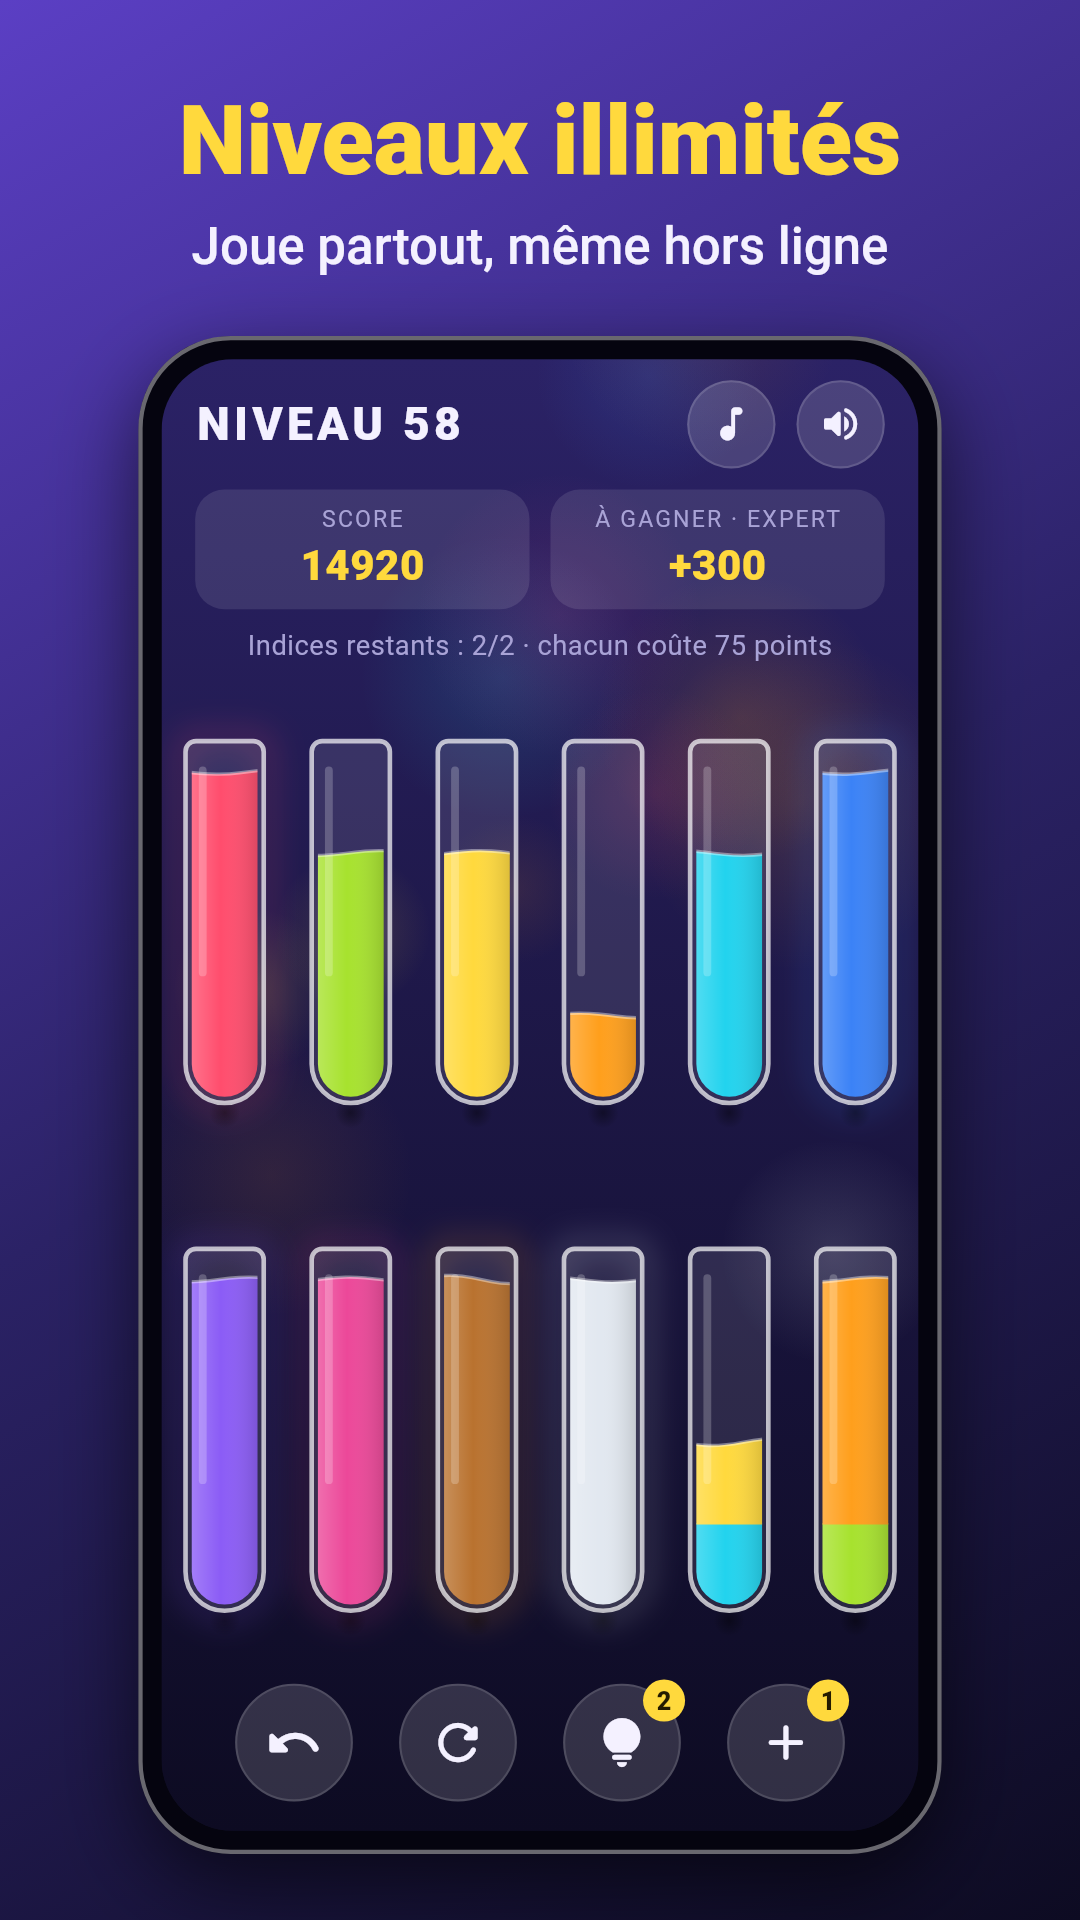 Niveaux illimités
Joue partout, même hors ligne
NIVEAU 58
SCORE
14920
À GAGNER · EXPERT
+300
Indices restants : 2/2 · chacun coûte 75 points
2
1